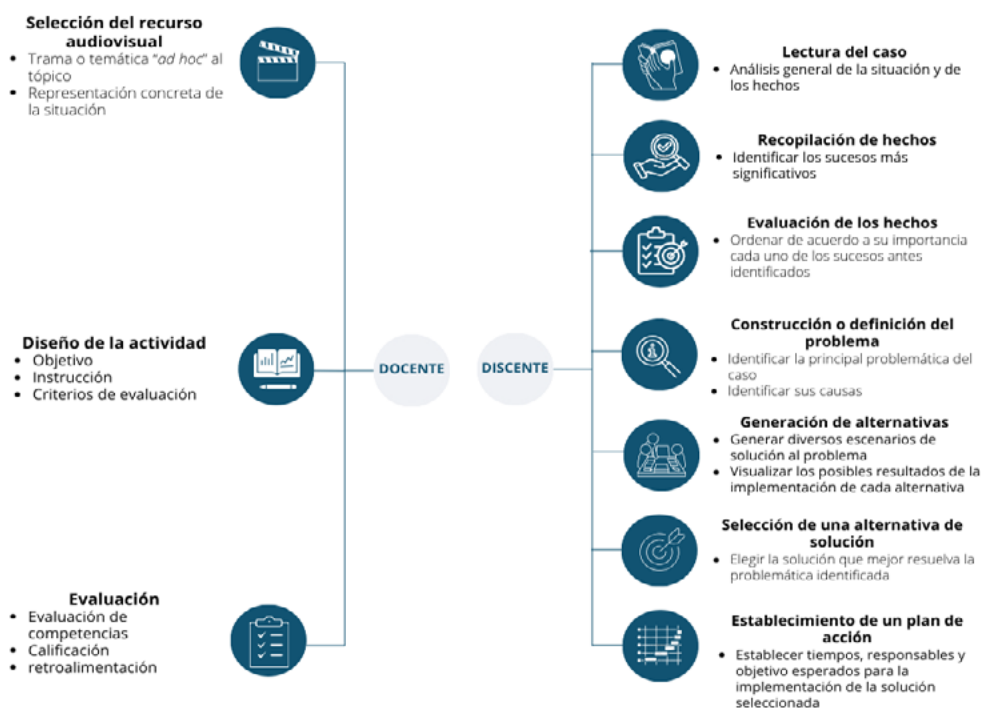 Selección del recurso
audiovisual
• Trama o temática “ad hoc” al
tópico
• Representación concreta de
la situación
Diseño de la actividad
• Objetivo
• Instrucción
• Criterios de evaluación
Evaluación
• Evaluación de
competencias
• Calificación
• retroalimentación
DOCENTE
DISCENTE
Lectura del caso
• Análisis general de la situación y de
los hechos
Recopilación de hechos
• Identificar los sucesos más
significativos
Evaluación de los hechos
• Ordenar de acuerdo a su importancia
cada uno de los sucesos antes
identificados
Construcción o definición del
problema
• Identificar la principal problemática del
caso
• Identificar sus causas
Generación de alternativas
• Generar diversos escenarios de
solución al problema
• Visualizar los posibles resultados de la
implementación de cada alternativa
Selección de una alternativa de
solución
• Elegir la solución que mejor resuelva la
problemática identificada
Establecimiento de un plan de
acción
• Establecer tiempos, responsables y
objetivo esperados para la
implementación de la solución
seleccionada